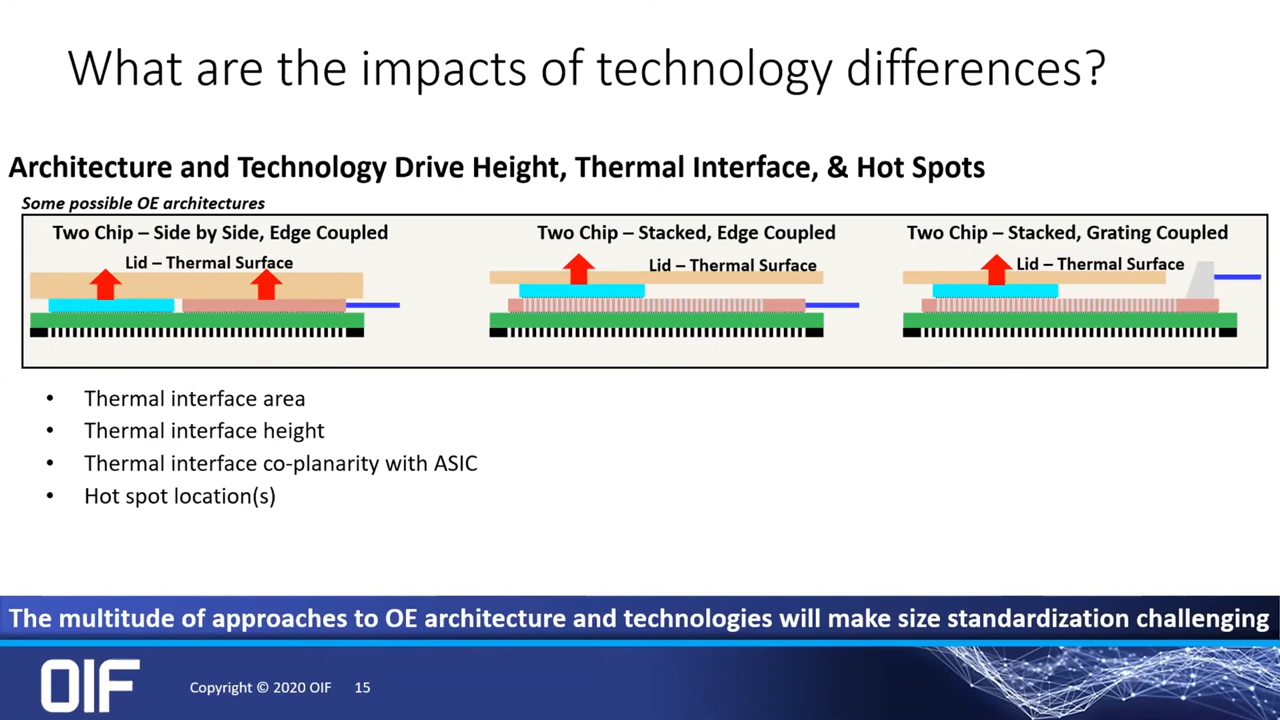 What are the impacts of technology differences?
Architecture and Technology Drive Height, Thermal Interface, & Hot Spots
Some possible OE architectures
Two Chip – Side by Side, Edge Coupled
Lid – Thermal Surface
Two Chip – Stacked, Edge Coupled
Lid – Thermal Surface
Two Chip – Stacked, Grating Coupled
Lid – Thermal Surface
• Thermal interface area
• Thermal interface height
• Thermal interface co-planarity with ASIC
• Hot spot location(s)
The multitude of approaches to OE architecture and technologies will make size standardization challenging
OIF
Copyright © 2020 OIF 15